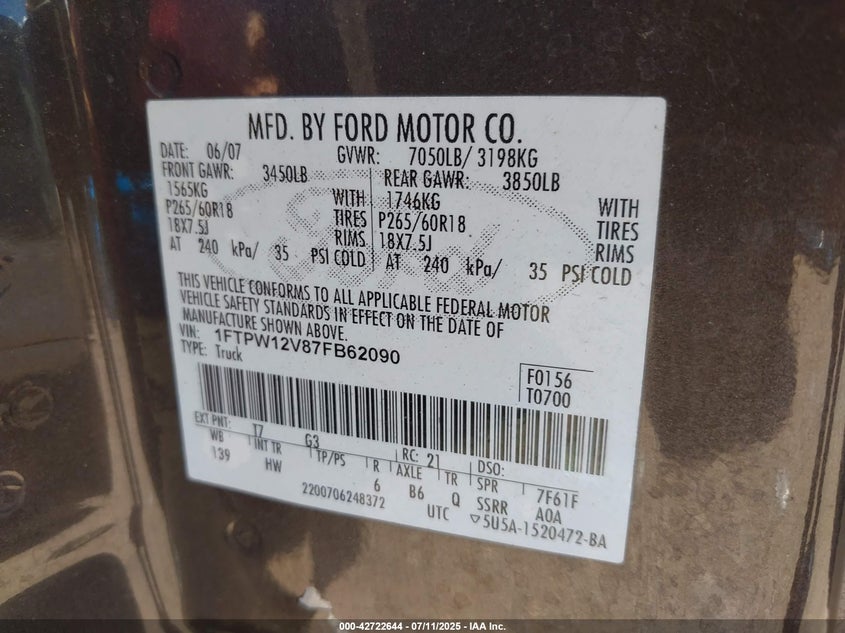 MFD. BY FORD MOTOR CO.
DATE: 06/07 GVWR: 7050LB/ 3198KG
FRONT GAWR: 3450LB REAR GAWR: 3850LB
1565KG WITH 1746KG WITH
P265/60R18 TIRES P265/60R18 TIRES
18X7.5J RIMS 18X7.5J RIMS
AT 240 kPa/ 35 PSI COLD AT 240 kPa/ 35 PSI COLD
THIS VEHICLE CONFORMS TO ALL APPLICABLE FEDERAL MOTOR
VEHICLE SAFETY STANDARDS IN EFFECT ON THE DATE OF
MANUFACTURE SHOWN ABOVE.
VIN: 1FTPW12V87FB62090
TYPE: Truck
F0156
T0700
EXT PNT: T7 G3 RC: 21 DSO:
WB INT TR TP/PS R AXLE TR SPR 7F61F
139 HW 6 B6 Q SSRR A0A
2200706248372 UTC ▽5U5A-1520472-BA
000-42722644 - 07/11/2025 - IAA Inc.